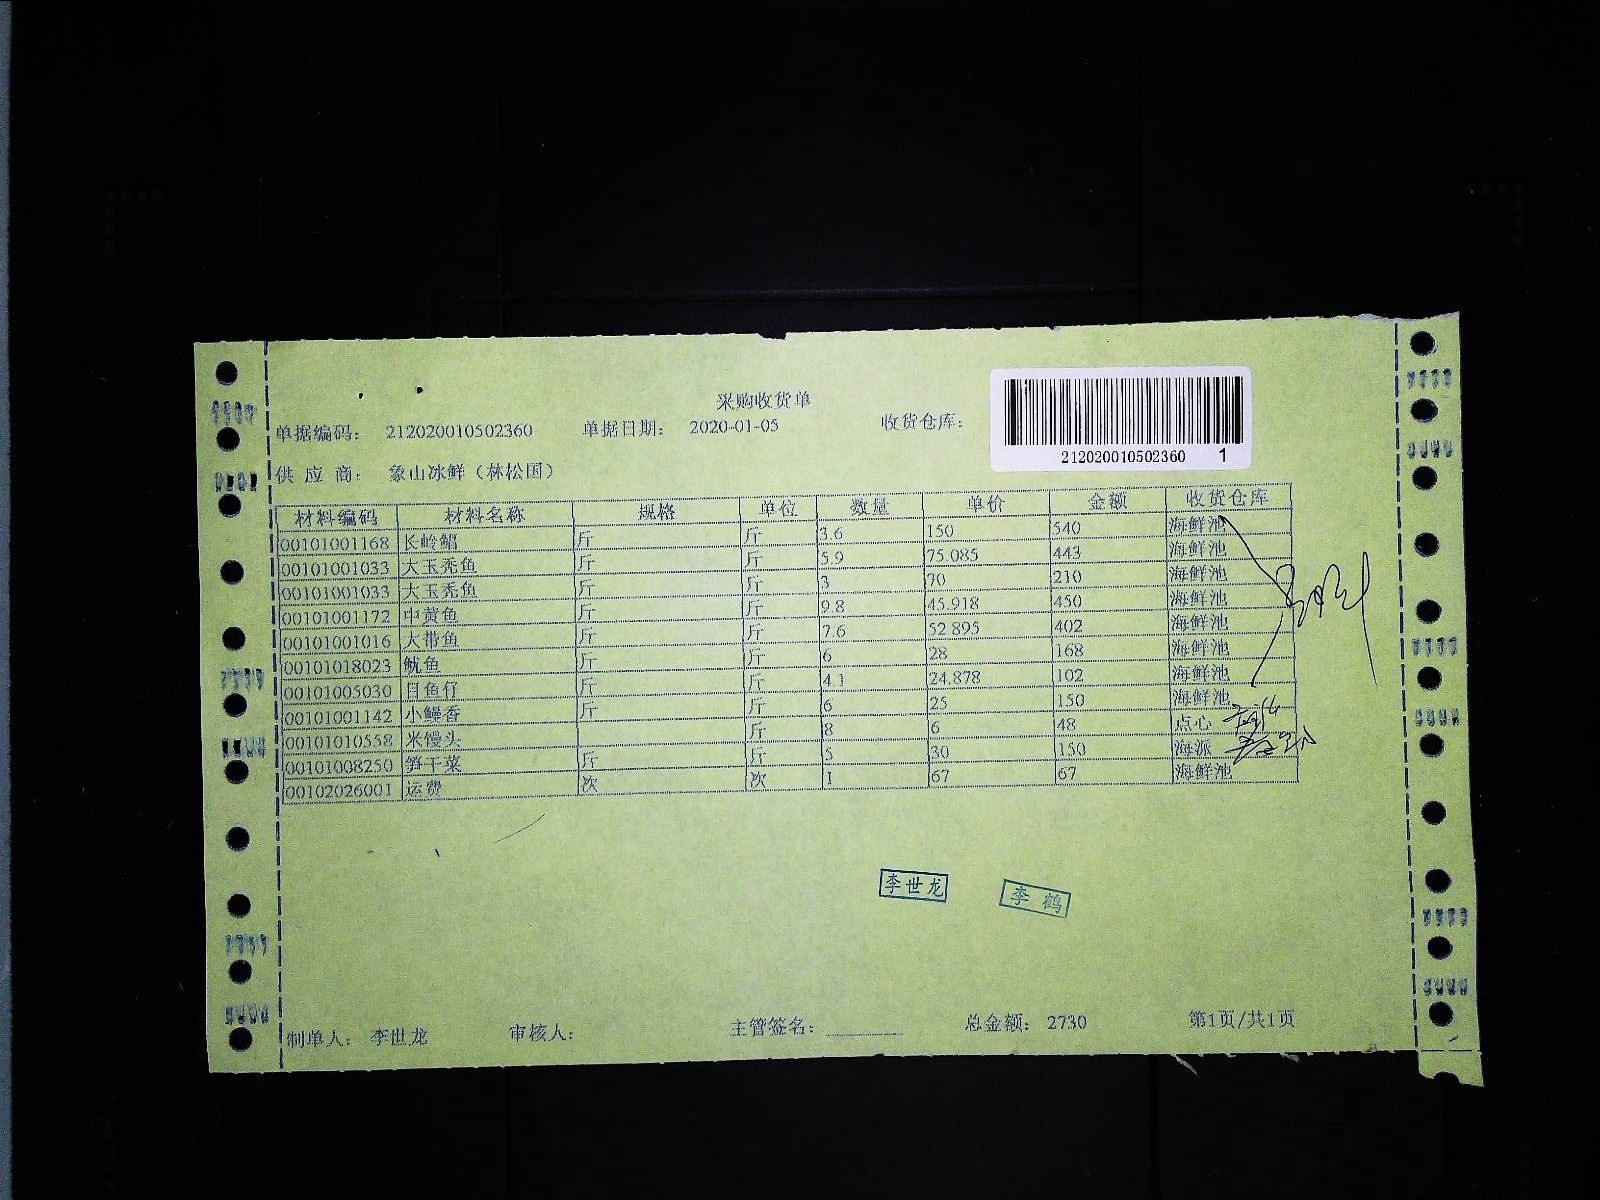 采购收货单
单据编码: 212020010502360 单据日期: 2020-01-05 收货仓库:
212020010502360 1
供应商: 象山冰鲜（林松国）
材料编码 材料名称 规格 单位 数量 单价 金额 收货仓库
00101001168 长岭鲳 斤 斤 3.6 150 540 海鲜池
00101001033 大玉秃鱼 斤 斤 5.9 75.085 443 海鲜池
00101001033 大玉秃鱼 斤 斤 3 70 210 海鲜池
00101001172 中黄鱼 斤 斤 9.8 45.918 450 海鲜池
00101001016 大带鱼 斤 斤 7.6 52.895 402 海鲜池
00101018023 鱿鱼 斤 斤 6 28 168 海鲜池
00101005030 目鱼仔 斤 斤 4.1 24.878 102 海鲜池
00101001142 小鳗香 斤 斤 6 25 150 海鲜池
00101010558 米馒头 斤 8 6 48 点心
00101008250 笋干菜 斤 斤 5 30 150 海派
00102026001 运费 次 次 1 67 67 海鲜池
李世龙 李鹤
制单人: 李世龙 审核人: 主管签名: 总金额: 2730 第1页/共1页